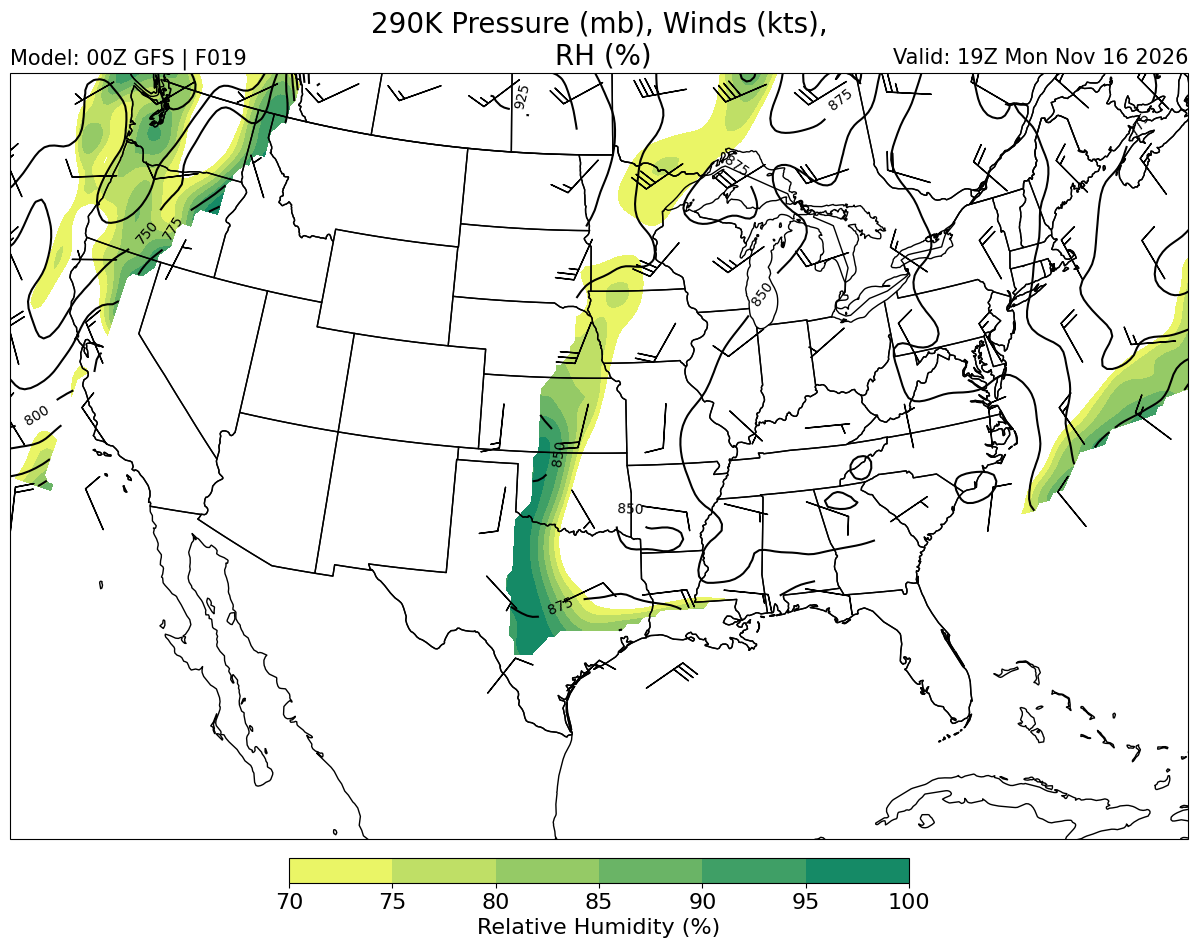 290K Pressure (mb), Winds (kts),
RH (%)
Model: 00Z GFS | F019
Valid: 19Z Mon Nov 16 2026
925
875
875
750
775
850
800
850
850
875
70 75 80 85 90 95 100
Relative Humidity (%)